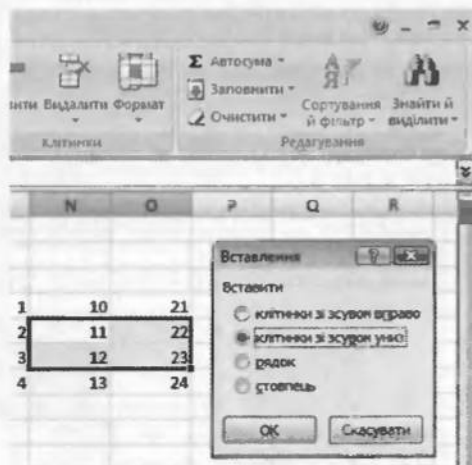 Σ Автосума
Заповнити
Очистити
вити Видалити Формат
Сортування й фільтр
Знайти й виділити
Клітинки
Редагування
N O P Q R
Вставлення
Вставити
клітинки зі зсувом вправо
клітинки зі зсувом униз
рядок
стовпець
OK Скасувати
1 10 21
2 11 22
3 12 23
4 13 24